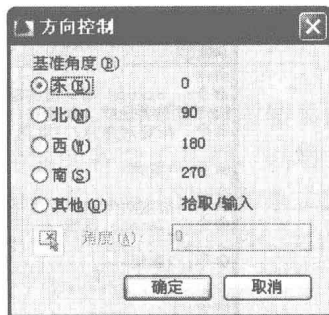 方向控制
基准角度(B)
东(E) 0
北(N) 90
西(W) 180
南(S) 270
其他(O) 拾取/输入
角度(A): 0
确定 取消